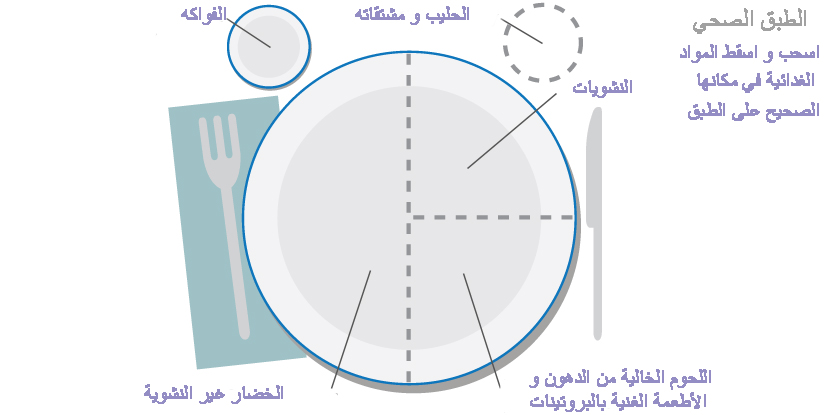 الطبق الصحي
اسحب و اسقط المواد
الغذائية في مكانها
الصحيح على الطبق
الحليب و مشتقاته
الفواكه
النشويات
اللحوم الخالية من الدهون و
الأطعمة الغنية بالبروتينات
الخضار غير النشوية